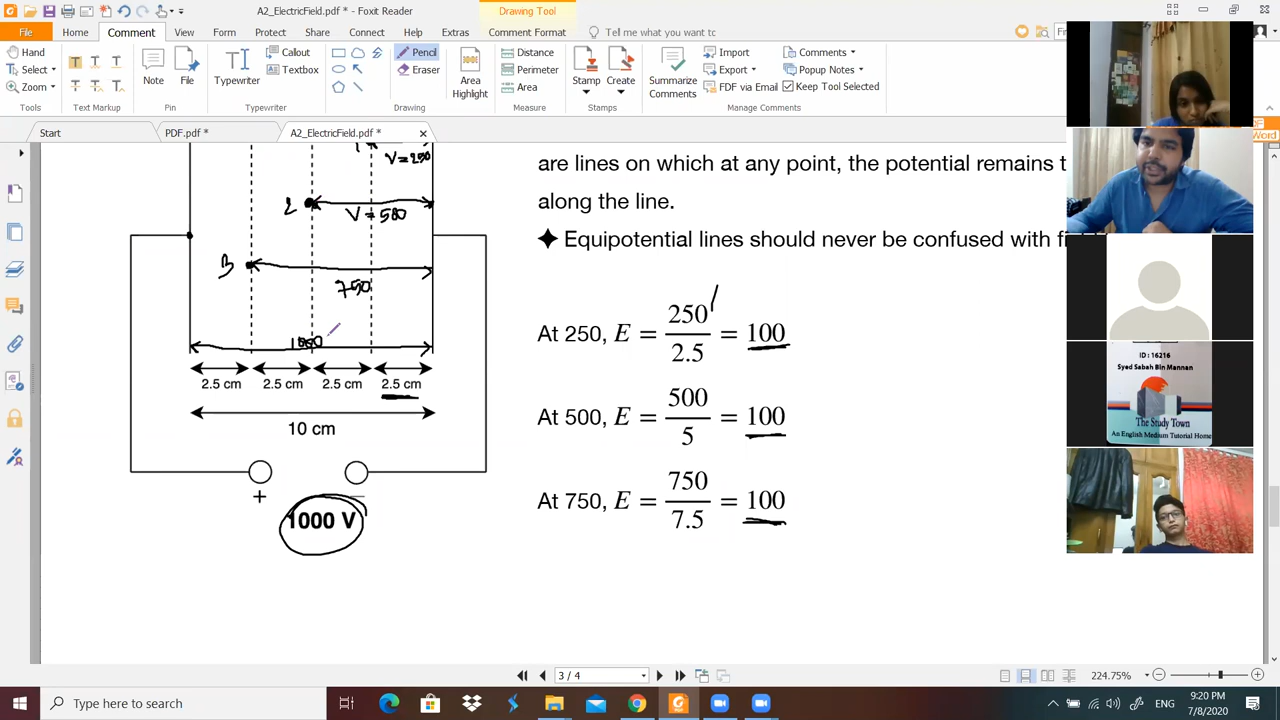 A2_ElectricField.pdf * - Foxit Reader
Drawing Tool
File
Home
Comment
View
Form
Protect
Share
Connect
Help
Extras
Comment Format
Tell me what you want to
Hand
Select
Zoom
Tools
Text Markup
Note
File
Pin
Typewriter
Callout
Textbox
Typewriter
Pencil
Eraser
Drawing
Area
Highlight
Distance
Perimeter
Area
Measure
Stamp
Create
Stamps
Summarize
Comments
Import
Export
FDF via Email
Comments
Popup Notes
Keep Tool Selected
Manage Comments
Word
Start
PDF.pdf *
A2_ElectricField.pdf *
V=250
2
V = 500
3
750
1000
2.5 cm
2.5 cm
2.5 cm
2.5 cm
10 cm
+
−
1000 V
are lines on which at any point, the potential remains t
along the line.
✦ Equipotential lines should never be confused with f
At 250, E = 250/2.5 = 100
At 500, E = 500/5 = 100
At 750, E = 750/7.5 = 100
ID : 16216
Syed Sabah Bin Mannan
The Study Town
An English Medium Tutorial Home
3 / 4
224.75%
Type here to search
ENG
9:20 PM
7/8/2020